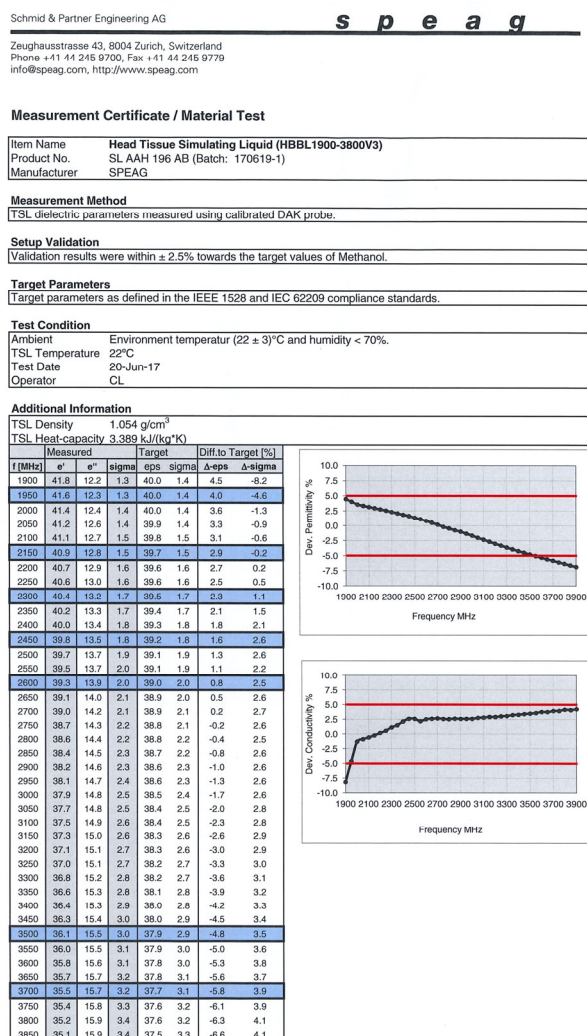 Schmid & Partner Engineering AG
s p e a g
Zeughausstrasse 43, 8004 Zurich, Switzerland
Phone +41 44 245 9700, Fax +41 44 245 9779
info@speag.com, http://www.speag.com
Measurement Certificate / Material Test
Item Name Head Tissue Simulating Liquid (HBBL1900-3800V3)
Product No. SL AAH 196 AB (Batch: 170619-1)
Manufacturer SPEAG
Measurement Method
TSL dielectric parameters measured using calibrated DAK probe.
Setup Validation
Validation results were within ± 2.5% towards the target values of Methanol.
Target Parameters
Target parameters as defined in the IEEE 1528 and IEC 62209 compliance standards.
Test Condition
Ambient Environment temperatur (22 ± 3)°C and humidity < 70%.
TSL Temperature 22°C
Test Date 20-Jun-17
Operator CL
Additional Information
TSL Density 1.054 g/cm³
TSL Heat-capacity 3.389 kJ/(kg*K)
Measured Target Diff.to Target [%]
f [MHz] e' e'' sigma eps sigma Δ-eps Δ-sigma
1900 41.8 12.2 1.3 40.0 1.4 4.5 -8.2
1950 41.6 12.3 1.3 40.0 1.4 4.0 -4.6
2000 41.4 12.4 1.4 40.0 1.4 3.6 -1.3
2050 41.2 12.6 1.4 39.9 1.4 3.3 -0.9
2100 41.1 12.7 1.5 39.8 1.5 3.1 -0.6
2150 40.9 12.8 1.5 39.7 1.5 2.9 -0.2
2200 40.7 12.9 1.6 39.6 1.6 2.7 0.2
2250 40.6 13.0 1.6 39.6 1.6 2.5 0.5
2300 40.4 13.2 1.7 39.5 1.7 2.3 1.1
2350 40.2 13.3 1.7 39.4 1.7 2.1 1.5
2400 40.0 13.4 1.8 39.3 1.8 1.8 2.1
2450 39.8 13.5 1.8 39.2 1.8 1.6 2.6
2500 39.7 13.7 1.9 39.1 1.9 1.3 2.6
2550 39.5 13.7 2.0 39.1 1.9 1.1 2.2
2600 39.3 13.9 2.0 39.0 2.0 0.8 2.5
2650 39.1 14.0 2.1 38.9 2.0 0.5 2.6
2700 39.0 14.2 2.1 38.9 2.1 0.2 2.7
2750 38.7 14.3 2.2 38.8 2.1 -0.2 2.6
2800 38.6 14.4 2.2 38.8 2.2 -0.4 2.5
2850 38.4 14.5 2.3 38.7 2.2 -0.8 2.6
2900 38.2 14.6 2.3 38.6 2.3 -1.0 2.6
2950 38.1 14.7 2.4 38.6 2.3 -1.3 2.6
3000 37.9 14.8 2.5 38.5 2.4 -1.7 2.6
3050 37.7 14.8 2.5 38.4 2.5 -2.0 2.8
3100 37.5 14.9 2.6 38.4 2.5 -2.3 2.8
3150 37.3 15.0 2.6 38.3 2.6 -2.6 2.9
3200 37.1 15.1 2.7 38.3 2.6 -3.0 2.9
3250 37.0 15.1 2.7 38.2 2.7 -3.3 3.0
3300 36.8 15.2 2.8 38.2 2.7 -3.6 3.1
3350 36.6 15.3 2.8 38.1 2.8 -3.9 3.2
3400 36.4 15.3 2.9 38.0 2.8 -4.2 3.3
3450 36.3 15.4 3.0 38.0 2.9 -4.5 3.4
3500 36.1 15.5 3.0 37.9 2.9 -4.8 3.5
3550 36.0 15.5 3.1 37.9 3.0 -5.0 3.6
3600 35.8 15.6 3.1 37.8 3.0 -5.3 3.8
3650 35.7 15.7 3.2 37.8 3.1 -5.6 3.7
3700 35.5 15.7 3.2 37.7 3.1 -5.8 3.9
3750 35.4 15.8 3.3 37.6 3.2 -6.1 3.9
3800 35.2 15.9 3.4 37.6 3.2 -6.3 4.1
3850 35.1 15.9 3.4 37.5 3.3 -6.6 4.1
Dev. Permittivity %
10.0
7.5
5.0
2.5
0.0
-2.5
-5.0
-7.5
-10.0
1900 2100 2300 2500 2700 2900 3100 3300 3500 3700 3900
Frequency MHz
Dev. Conductivity %
10.0
7.5
5.0
2.5
0.0
-2.5
-5.0
-7.5
-10.0
1900 2100 2300 2500 2700 2900 3100 3300 3500 3700 3900
Frequency MHz